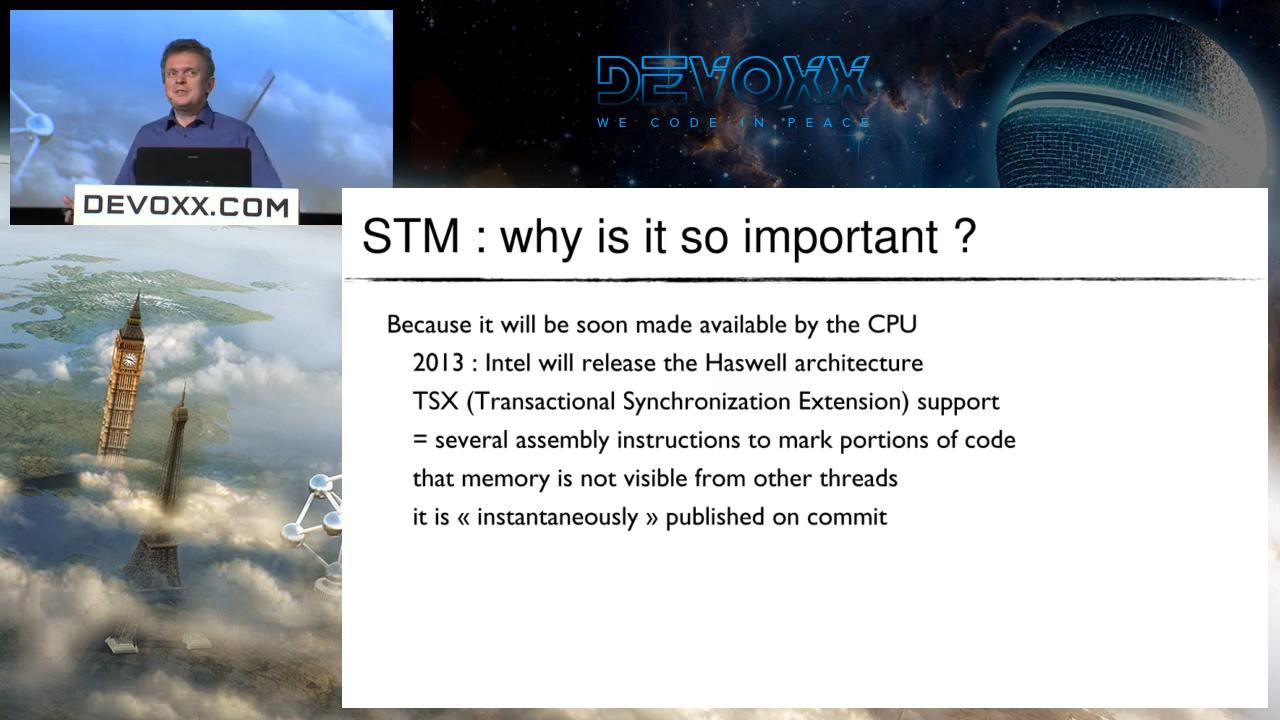 DEVOXX
WE CODE IN PEACE
DEVOXX.COM
STM : why is it so important ?
Because it will be soon made available by the CPU
2013 : Intel will release the Haswell architecture
TSX (Transactional Synchronization Extension) support
= several assembly instructions to mark portions of code
that memory is not visible from other threads
it is « instantaneously » published on commit